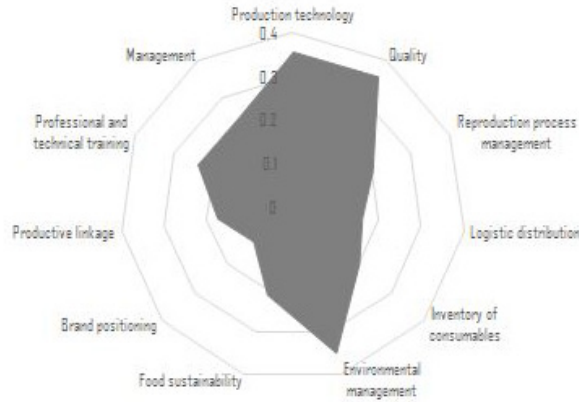 Production technology
0.4
Management
Quality
0.3
Professional and
technical training
0.2
Reproduction process
management
0.1
0
Productive linkage
Logistic distribution
Brand positioning
Inventory of
consumables
Food sustainability
Environmental
management